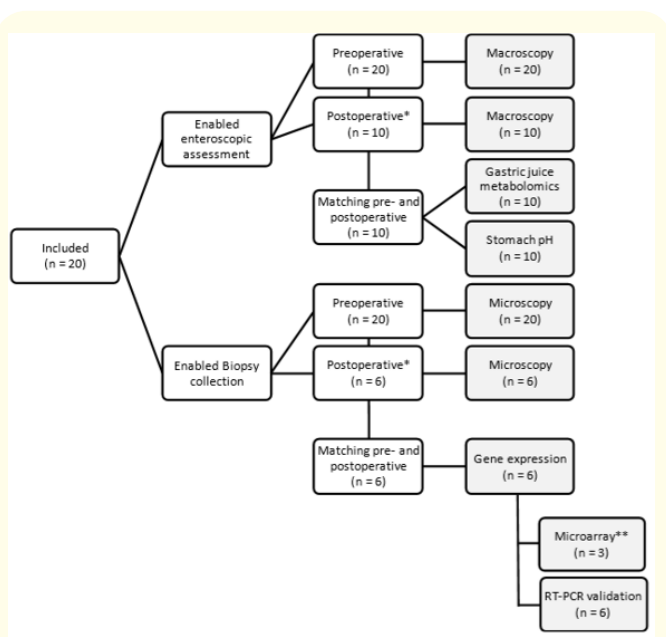 Included
(n = 20)
Enabled
enteroscopic
assessment
Preoperative
(n = 20)
Macroscopy
(n = 20)
Postoperative*
(n = 10)
Macroscopy
(n = 10)
Matching pre- and
postoperative
(n = 10)
Gastric juice
metabolomics
(n = 10)
Stomach pH
(n = 10)
Enabled Biopsy
collection
Preoperative
(n = 20)
Microscopy
(n = 20)
Postoperative*
(n = 6)
Microscopy
(n = 6)
Matching pre- and
postoperative
(n = 6)
Gene expression
(n = 6)
Microarray**
(n = 3)
RT-PCR validation
(n = 6)